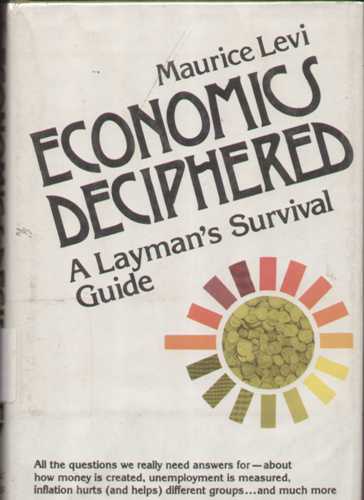 Maurice Levi
ECONOMICS
DECIPHERED
A Layman's Survival
Guide
All the questions we really need answers for—about
how money is created, unemployment is measured,
inflation hurts (and helps) different groups...and much more